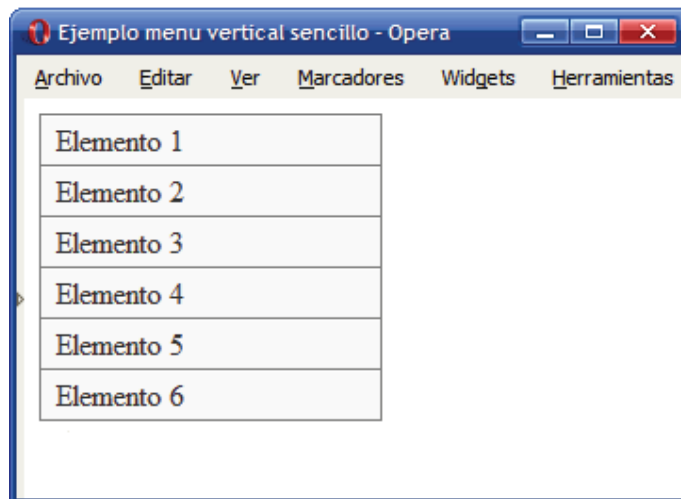 Ejemplo menu vertical sencillo - Opera
Archivo Editar Ver Marcadores Widgets Herramientas
Elemento 1
Elemento 2
Elemento 3
Elemento 4
Elemento 5
Elemento 6